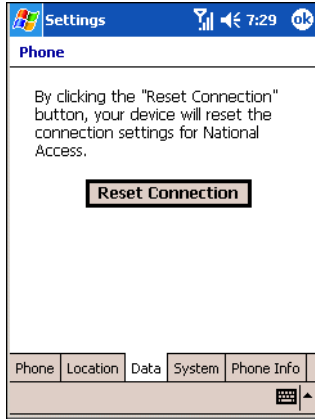 Settings 7:29 ok
Phone
By clicking the "Reset Connection"
button, your device will reset the
connection settings for National
Access.
Reset Connection
Phone Location Data System Phone Info